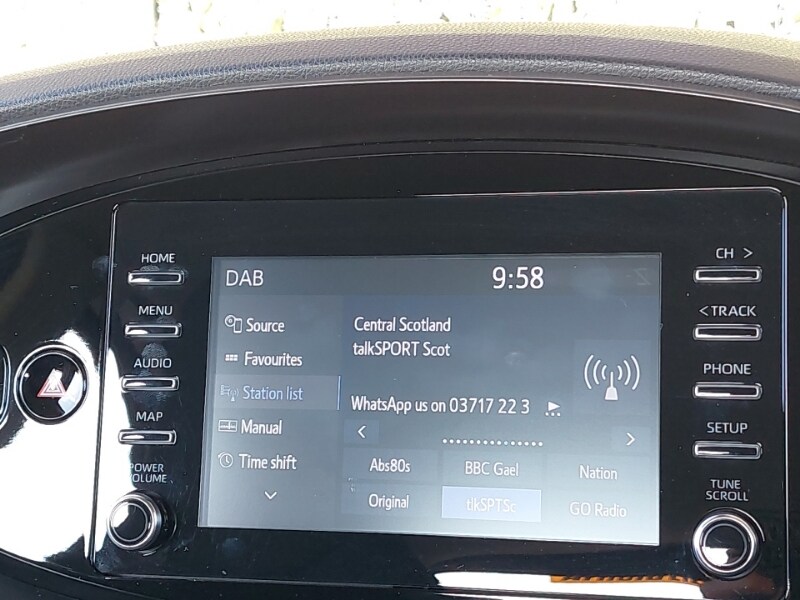 HOME
MENU
AUDIO
MAP
POWER
VOLUME
DAB 9:58
Source
Favourites
Station list
Manual
Time shift
Central Scotland
talkSPORT Scot
WhatsApp us on 03717 22 3
Abs80s BBC Gael Nation
Original tlkSPTSc GO Radio
CH >
< TRACK
PHONE
SETUP
TUNE
SCROLL